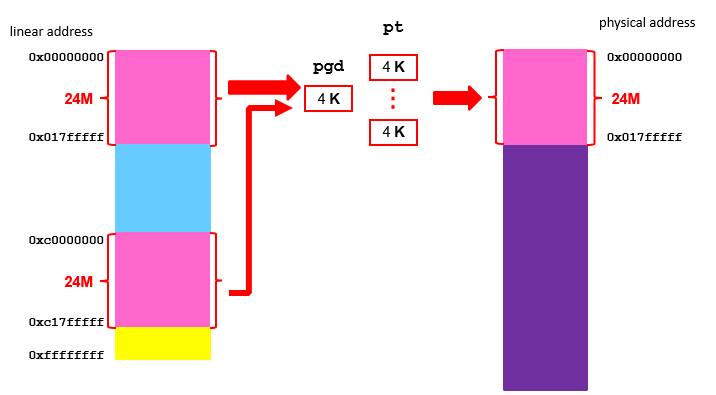 linear address
0x00000000
24M
0x017fffff
0xc0000000
24M
0xc17fffff
0xffffffff
pgd
4 K
pt
4 K
4 K
physical address
0x00000000
24M
0x017fffff